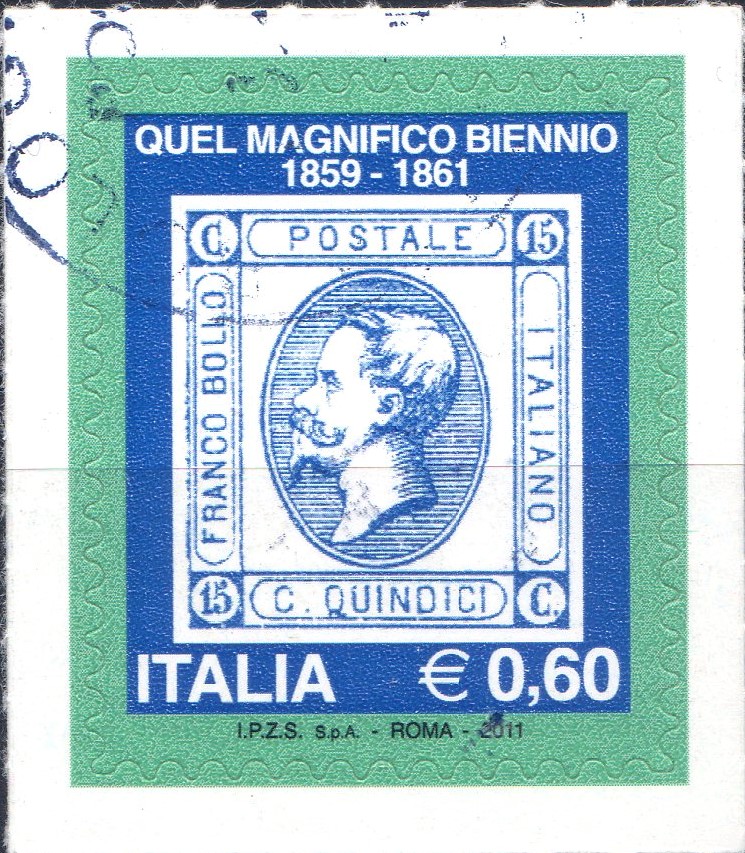 QUEL MAGNIFICO BIENNIO
1859 - 1861
C. POSTALE 15
FRANCO BOLLO
ITALIANO
15 C. QUINDICI C.
ITALIA € 0,60
I.P.Z.S. S.p.A. - ROMA - 2011